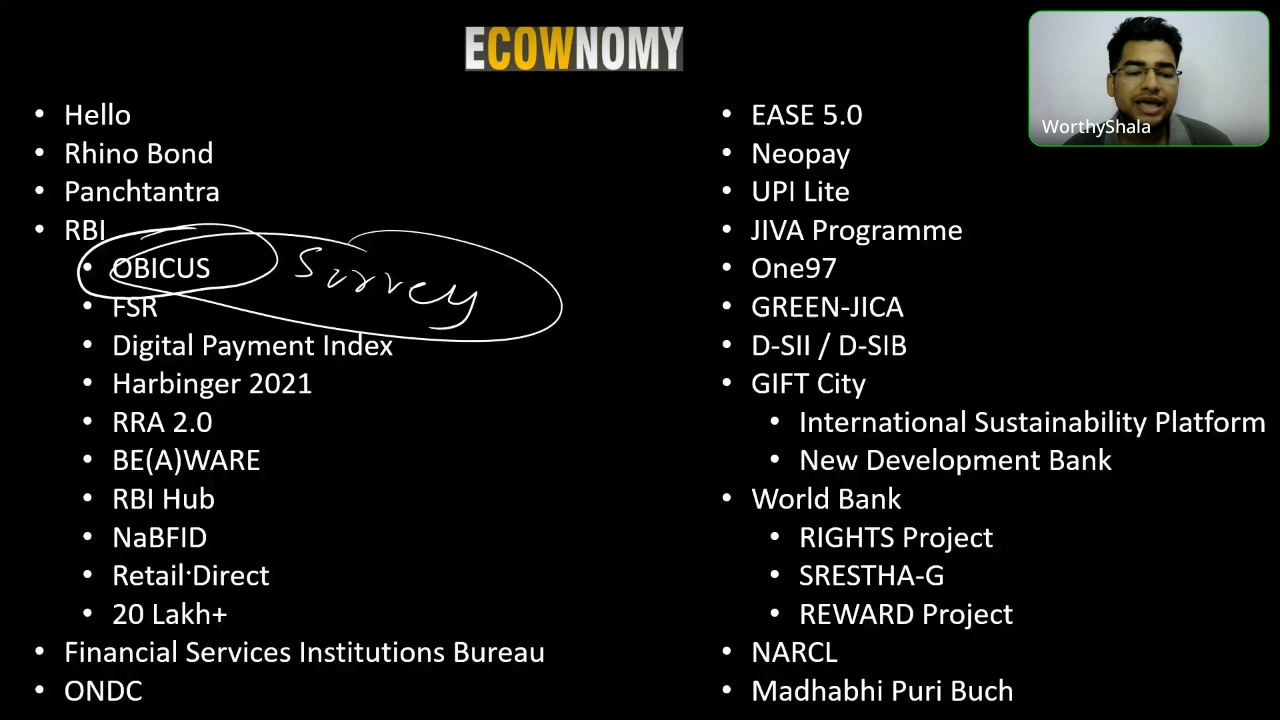 ECOWNOMY
WorthyShala
Hello
Rhino Bond
Panchtantra
RBI
OBICUS
Survey
FSR
Digital Payment Index
Harbinger 2021
RRA 2.0
BE(A)WARE
RBI Hub
NaBFID
Retail Direct
20 Lakh+
Financial Services Institutions Bureau
ONDC
EASE 5.0
Neopay
UPI Lite
JIVA Programme
One97
GREEN-JICA
D-SII / D-SIB
GIFT City
International Sustainability Platform
New Development Bank
World Bank
RIGHTS Project
SRESTHA-G
REWARD Project
NARCL
Madhabhi Puri Buch